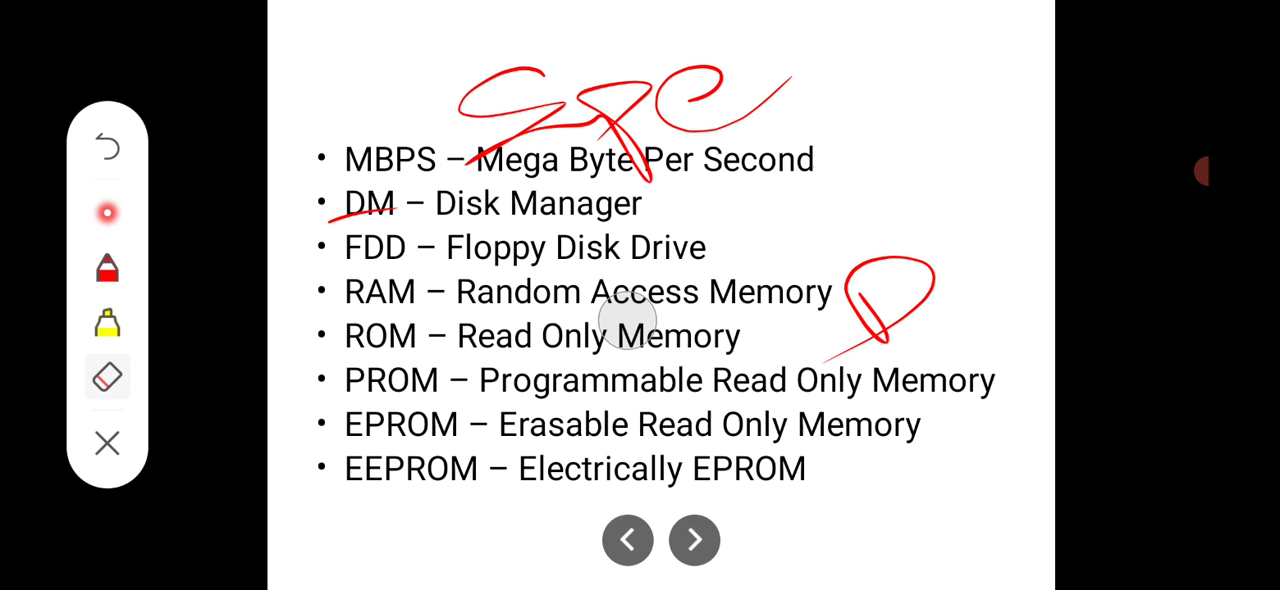 • MBPS – Mega Byte Per Second
• DM – Disk Manager
• FDD – Floppy Disk Drive
• RAM – Random Access Memory
• ROM – Read Only Memory
• PROM – Programmable Read Only Memory
• EPROM – Erasable Read Only Memory
• EEPROM – Electrically EPROM